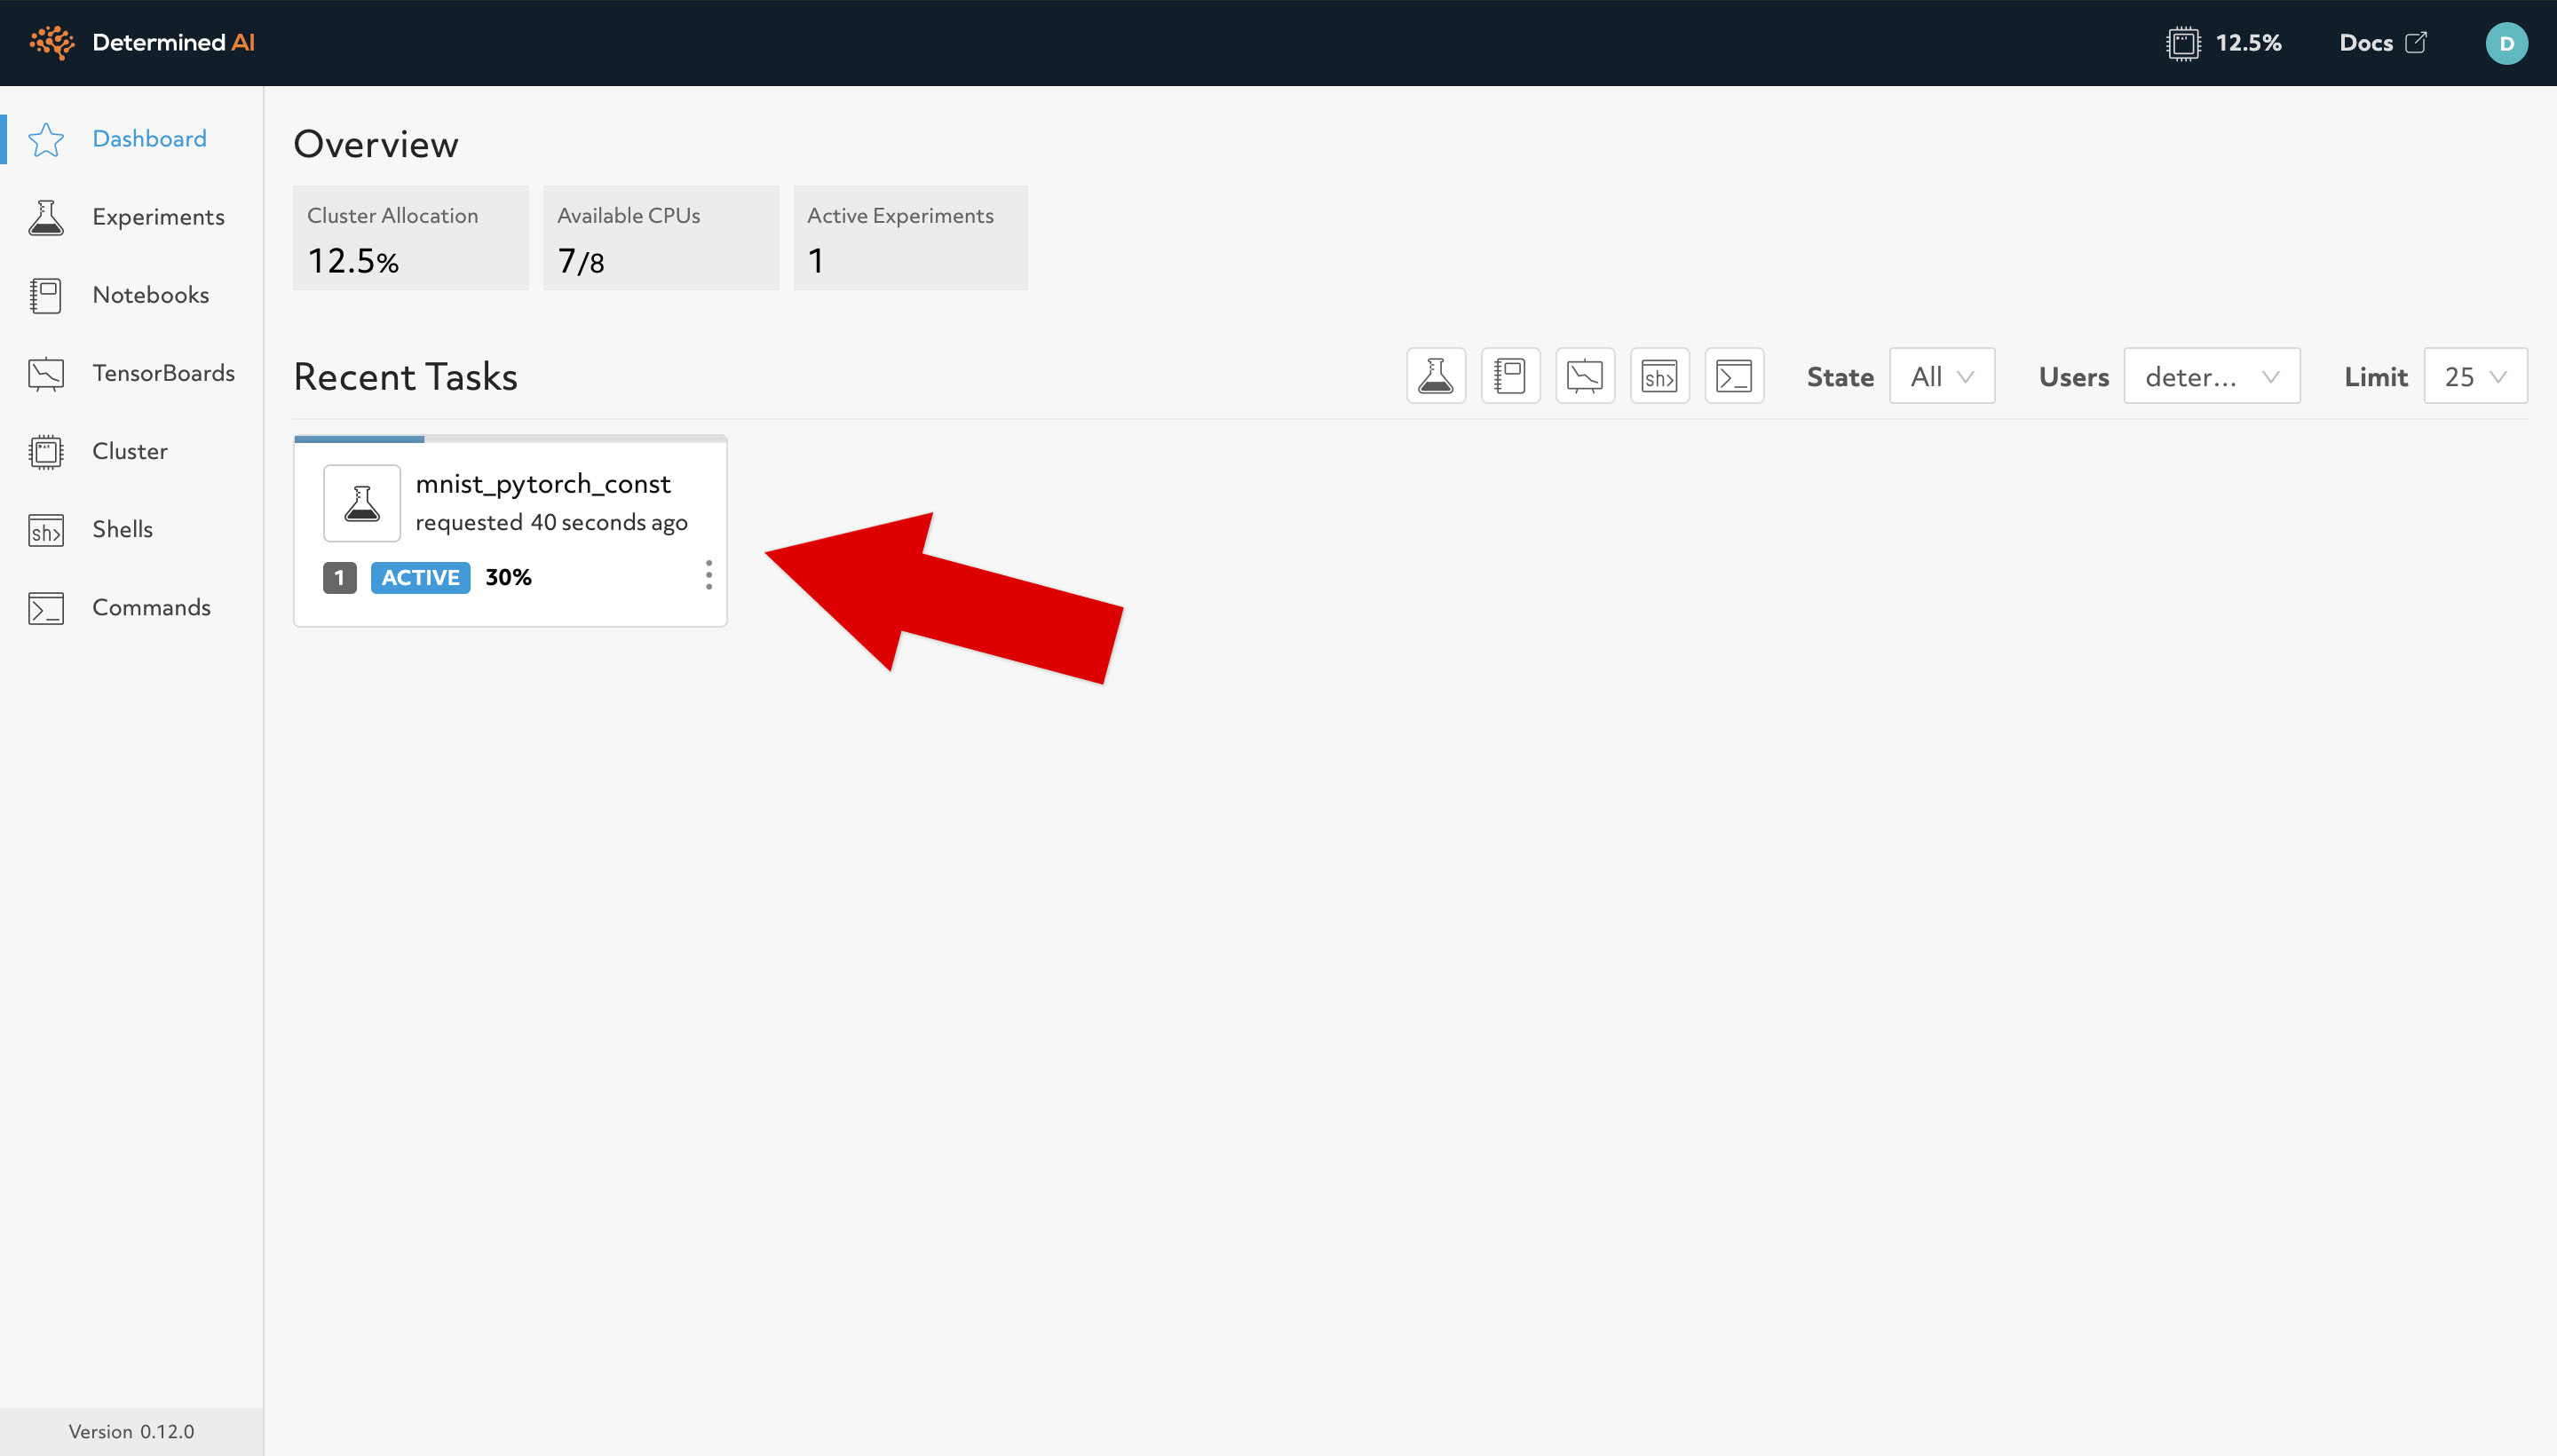 Determined AI
12.5%
Docs
D
Dashboard
Experiments
Notebooks
TensorBoards
Cluster
sh>
Shells
>_
Commands
Version 0.12.0
Overview
Cluster Allocation
12.5%
Available CPUs
7/8
Active Experiments
1
Recent Tasks
sh>
>_
State
All
Users
deter...
Limit
25
mnist_pytorch_const
requested 40 seconds ago
1 ACTIVE 30%